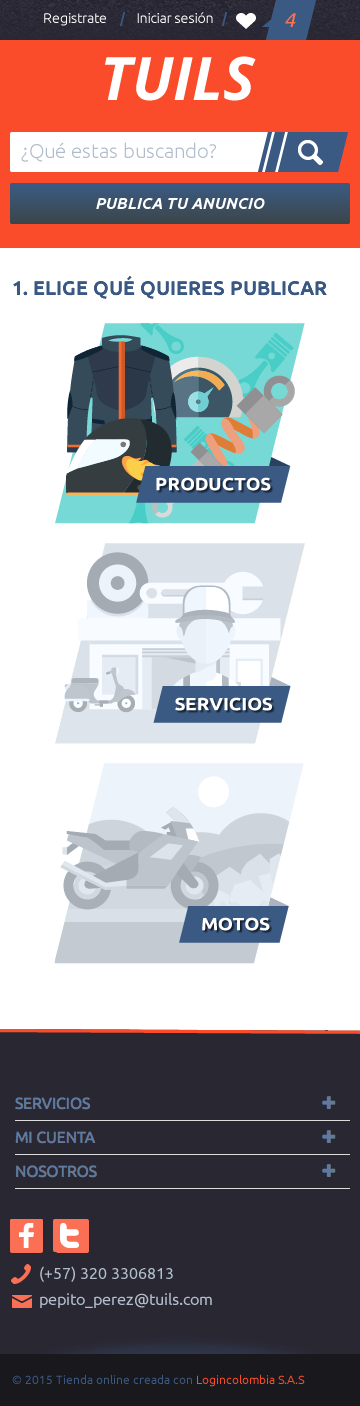 Registrate / Iniciar sesión / 4
TUILS
¿Qué estas buscando?
PUBLICA TU ANUNCIO
1. ELIGE QUÉ QUIERES PUBLICAR
PRODUCTOS
SERVICIOS
MOTOS
SERVICIOS +
MI CUENTA +
NOSOTROS +
f t
(+57) 320 3306813
pepito_perez@tuils.com
© 2015 Tienda online creada con Logincolombia S.A.S